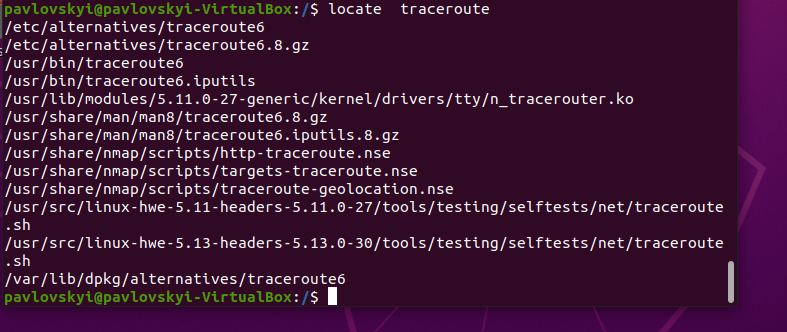 pavlovskyi@pavlovskyi-VirtualBox:/$ locate  traceroute
/etc/alternatives/traceroute6
/etc/alternatives/traceroute6.8.gz
/usr/bin/traceroute6
/usr/bin/traceroute6.iputils
/usr/lib/modules/5.11.0-27-generic/kernel/drivers/tty/n_tracerouter.ko
/usr/share/man/man8/traceroute6.8.gz
/usr/share/man/man8/traceroute6.iputils.8.gz
/usr/share/nmap/scripts/http-traceroute.nse
/usr/share/nmap/scripts/targets-traceroute.nse
/usr/share/nmap/scripts/traceroute-geolocation.nse
/usr/src/linux-hwe-5.11-headers-5.11.0-27/tools/testing/selftests/net/traceroute
.sh
/usr/src/linux-hwe-5.13-headers-5.13.0-30/tools/testing/selftests/net/traceroute
.sh
/var/lib/dpkg/alternatives/traceroute6
pavlovskyi@pavlovskyi-VirtualBox:/$